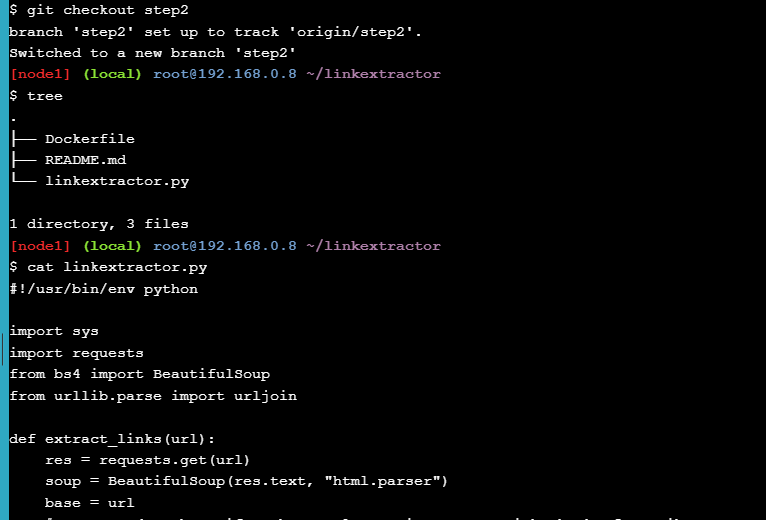 $ git checkout step2
branch 'step2' set up to track 'origin/step2'.
Switched to a new branch 'step2'
[node1] (local) root@192.168.0.8 ~/linkextractor
$ tree
.
├── Dockerfile
├── README.md
└── linkextractor.py

1 directory, 3 files
[node1] (local) root@192.168.0.8 ~/linkextractor
$ cat linkextractor.py
#!/usr/bin/env python

import sys
import requests
from bs4 import BeautifulSoup
from urllib.parse import urljoin

def extract_links(url):
    res = requests.get(url)
    soup = BeautifulSoup(res.text, "html.parser")
    base = url